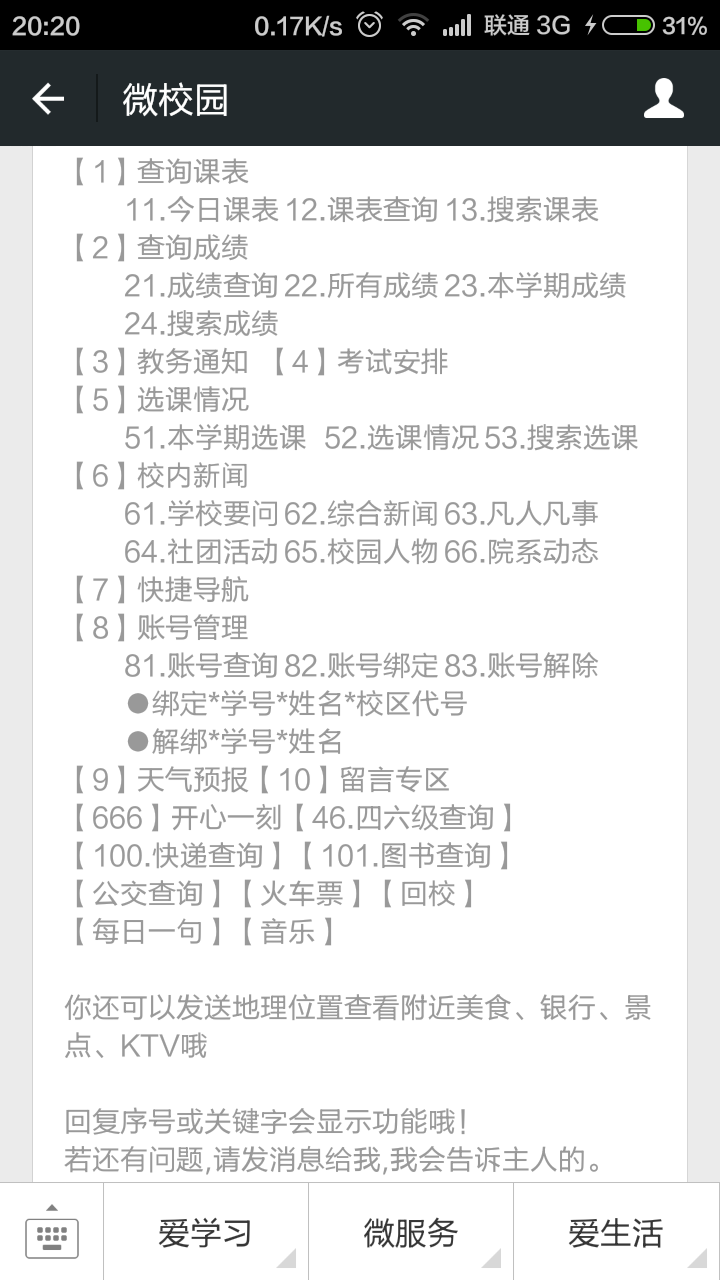 20:20 0.17K/s 联通 3G 31%
微校园
【1】查询课表
11.今日课表 12.课表查询 13.搜索课表
【2】查询成绩
21.成绩查询 22.所有成绩 23.本学期成绩
24.搜索成绩
【3】教务通知 【4】考试安排
【5】选课情况
51.本学期选课 52.选课情况 53.搜索选课
【6】校内新闻
61.学校要问 62.综合新闻 63.凡人凡事
64.社团活动 65.校园人物 66.院系动态
【7】快捷导航
【8】账号管理
81.账号查询 82.账号绑定 83.账号解除
●绑定*学号*姓名*校区代号
●解绑*学号*姓名
【9】天气预报【10】留言专区
【666】开心一刻【46.四六级查询】
【100.快递查询】【101.图书查询】
【公交查询】【火车票】【回校】
【每日一句】【音乐】
你还可以发送地理位置查看附近美食、银行、景
点、KTV哦
回复序号或关键字会显示功能哦!
若还有问题,请发消息给我,我会告诉主人的。
爱学习 微服务 爱生活